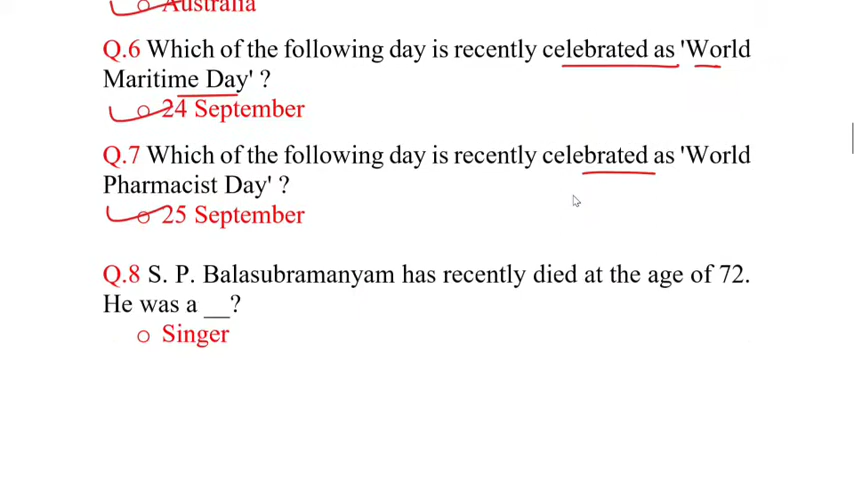 o Australia
Q.6 Which of the following day is recently celebrated as 'World
Maritime Day' ?
o 24 September
Q.7 Which of the following day is recently celebrated as 'World
Pharmacist Day' ?
o 25 September
Q.8 S. P. Balasubramanyam has recently died at the age of 72.
He was a __?
o Singer